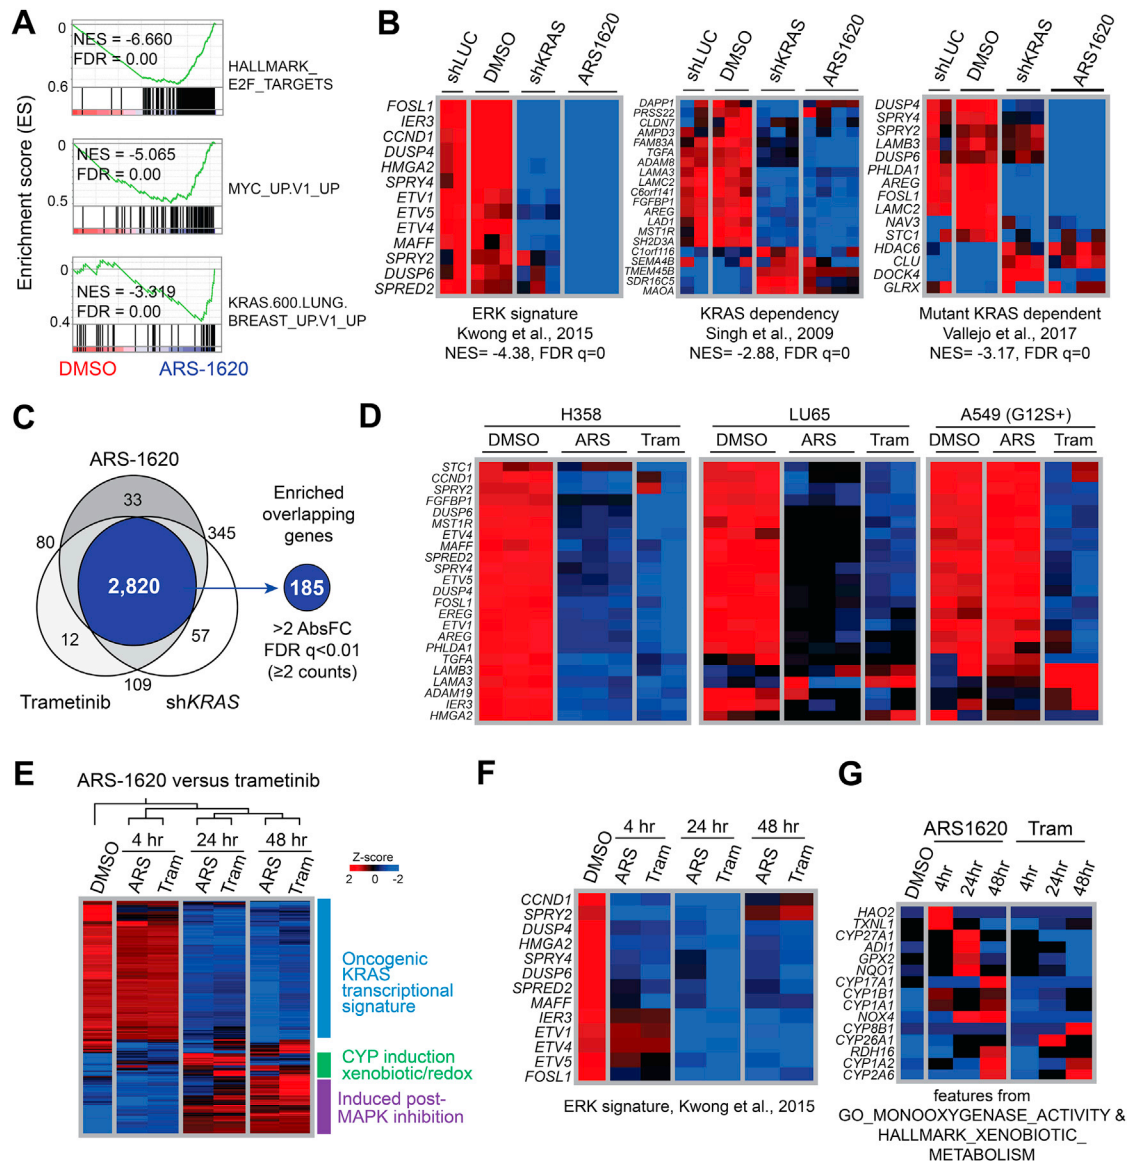 A
Enrichment score (ES)
0
NES = -6.660
FDR = 0.00
0.6
HALLMARK_
E2F_TARGETS
0
NES = -5.065
FDR = 0.00
0.5
MYC_UP.V1_UP
0
NES = -3.319
FDR = 0.00
0.4
KRAS.600.LUNG.
BREAST_UP.V1_UP
DMSO
ARS-1620
B
shLUC
DMSO
shKRAS
ARS1620
FOSL1
IER3
CCND1
DUSP4
HMGA2
SPRY4
ETV1
ETV5
ETV4
MAFF
SPRY2
DUSP6
SPRED2
ERK signature
Kwong et al., 2015
NES= -4.38, FDR q=0
shLUC
DMSO
shKRAS
ARS1620
DAPP1
PRSS22
CLDN7
AMPD3
FAM83A
TGFA
ADAM8
LAMA3
LAMC2
C6orf141
FGFBP1
AREG
LAD1
MST1R
SH2D3A
C1orf116
SEMA4B
TMEM45B
SDR16C5
MAOA
KRAS dependency
Singh et al., 2009
NES= -2.88, FDR q=0
shLUC
DMSO
shKRAS
ARS1620
DUSP4
SPRY4
SPRY2
LAMB3
DUSP6
PHLDA1
AREG
FOSL1
LAMC2
NAV3
STC1
HDAC6
CLU
DOCK4
GLRX
Mutant KRAS dependent
Vallejo et al., 2017
NES= -3.17, FDR q=0
C
ARS-1620
33
80
345
2,820
12
57
109
Trametinib
shKRAS
Enriched
overlapping
genes
185
>2 AbsFC
FDR q<0.01
(≥2 counts)
D
H358
LU65
A549 (G12S+)
DMSO
ARS
Tram
DMSO
ARS
Tram
DMSO
ARS
Tram
STC1
CCND1
SPRY2
FGFBP1
DUSP6
MST1R
ETV4
MAFF
SPRED2
SPRY4
ETV5
DUSP4
FOSL1
EREG
ETV1
AREG
PHLDA1
TGFA
LAMB3
LAMA3
ADAM19
IER3
HMGA2
E
ARS-1620 versus trametinib
4 hr
24 hr
48 hr
DMSO
ARS
Tram
ARS
Tram
ARS
Tram
Z-score
2 0 -2
Oncogenic
KRAS
transcriptional
signature
CYP induction
xenobiotic/redox
Induced post-
MAPK inhibition
F
4 hr
24 hr
48 hr
DMSO
ARS
Tram
ARS
Tram
ARS
Tram
CCND1
SPRY2
DUSP4
HMGA2
SPRY4
DUSP6
SPRED2
MAFF
IER3
ETV1
ETV4
ETV5
FOSL1
ERK signature, Kwong et al., 2015
G
ARS1620
Tram
DMSO
4hr
24hr
48hr
4hr
24hr
48hr
HAO2
TXNL1
CYP27A1
ADI1
GPX2
NQO1
CYP17A1
CYP1B1
CYP1A1
NOX4
CYP8B1
CYP26A1
RDH16
CYP1A2
CYP2A6
features from
GO_MONOOXYGENASE_ACTIVITY &
HALLMARK_XENOBIOTIC_
METABOLISM